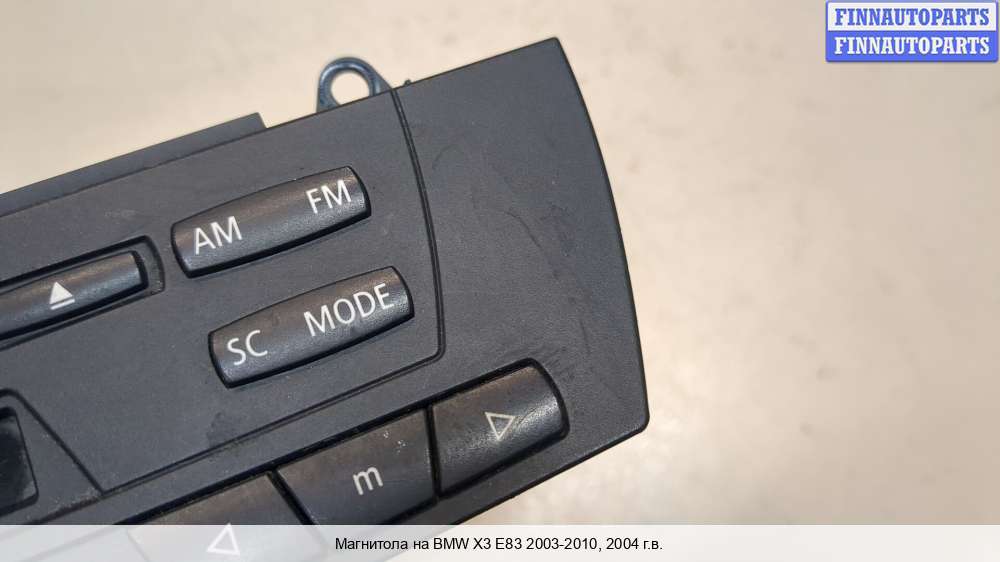 FINNAUTOPARTS
FINNAUTOPARTS
AM FM
SC MODE
m
Магнитола на BMW X3 E83 2003-2010, 2004 г.в.